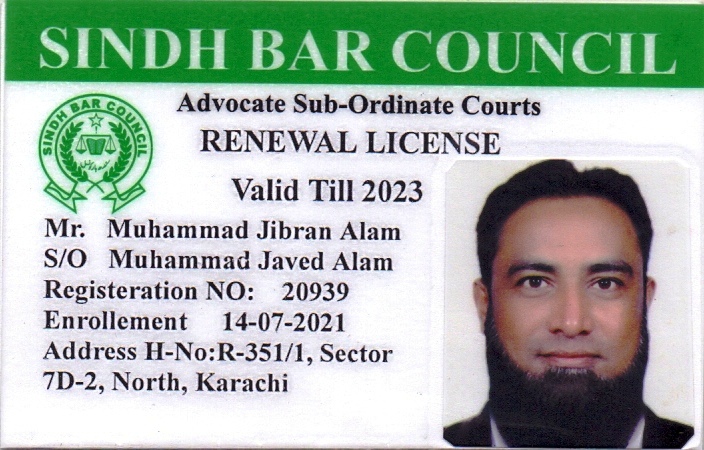 SINDH BAR COUNCIL
SINDH BAR COUNCIL
Advocate Sub-Ordinate Courts
RENEWAL LICENSE
Valid Till 2023
Mr. Muhammad Jibran Alam
S/O Muhammad Javed Alam
Registeration NO: 20939
Enrollement 14-07-2021
Address H-No:R-351/1, Sector
7D-2, North, Karachi